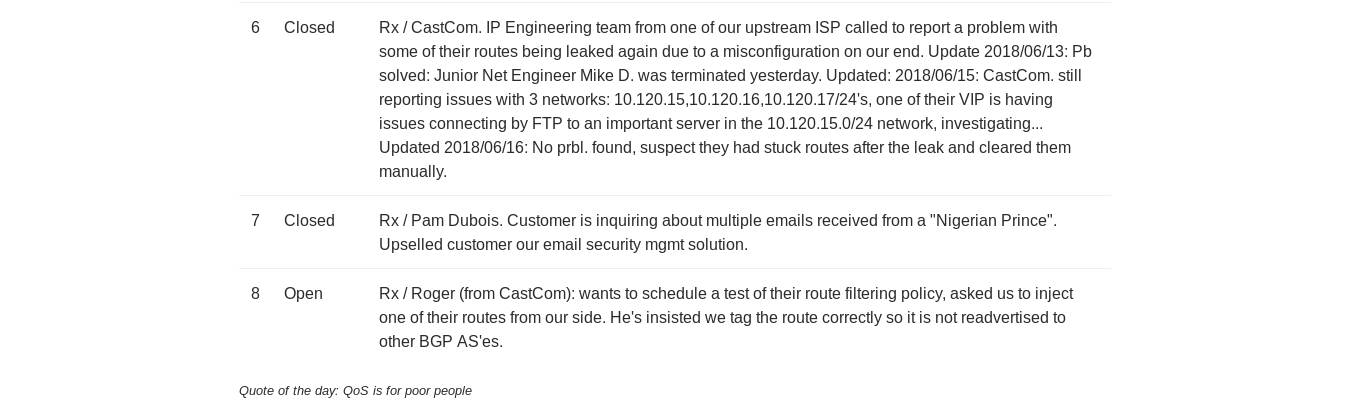 6 Closed Rx / CastCom. IP Engineering team from one of our upstream ISP called to report a problem with
some of their routes being leaked again due to a misconfiguration on our end. Update 2018/06/13: Pb
solved: Junior Net Engineer Mike D. was terminated yesterday. Updated: 2018/06/15: CastCom. still
reporting issues with 3 networks: 10.120.15,10.120.16,10.120.17/24's, one of their VIP is having
issues connecting by FTP to an important server in the 10.120.15.0/24 network, investigating...
Updated 2018/06/16: No prbl. found, suspect they had stuck routes after the leak and cleared them
manually.
7 Closed Rx / Pam Dubois. Customer is inquiring about multiple emails received from a "Nigerian Prince".
Upselled customer our email security mgmt solution.
8 Open Rx / Roger (from CastCom): wants to schedule a test of their route filtering policy, asked us to inject
one of their routes from our side. He's insisted we tag the route correctly so it is not readvertised to
other BGP AS'es.
Quote of the day: QoS is for poor people